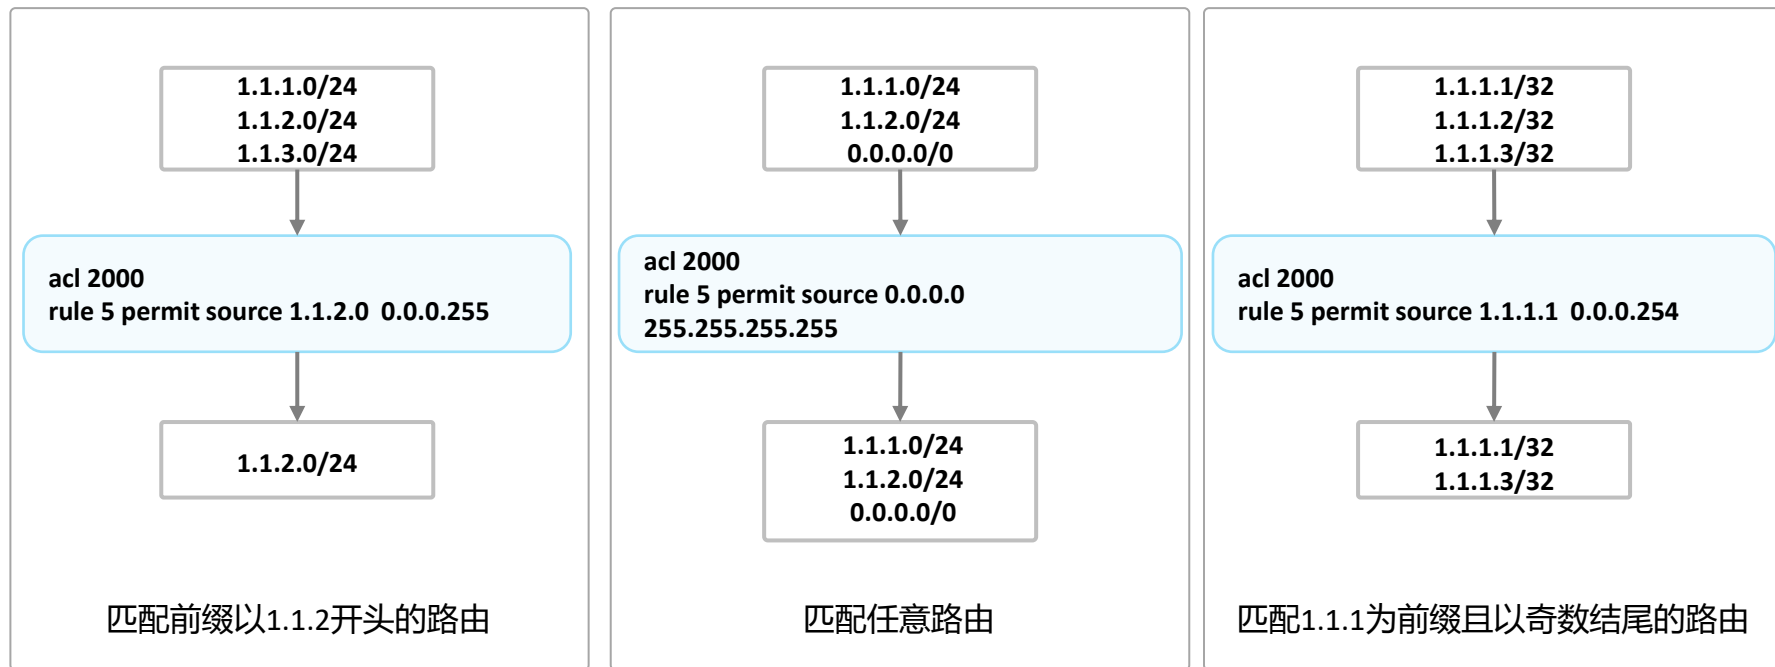 1.1.1.0/24
1.1.2.0/24
1.1.3.0/24
acl 2000
rule 5 permit source 1.1.2.0 0.0.0.255
1.1.2.0/24
匹配前缀以1.1.2开头的路由
1.1.1.0/24
1.1.2.0/24
0.0.0.0/0
acl 2000
rule 5 permit source 0.0.0.0
255.255.255.255
1.1.1.0/24
1.1.2.0/24
0.0.0.0/0
匹配任意路由
1.1.1.1/32
1.1.1.2/32
1.1.1.3/32
acl 2000
rule 5 permit source 1.1.1.1 0.0.0.254
1.1.1.1/32
1.1.1.3/32
匹配1.1.1为前缀且以奇数结尾的路由